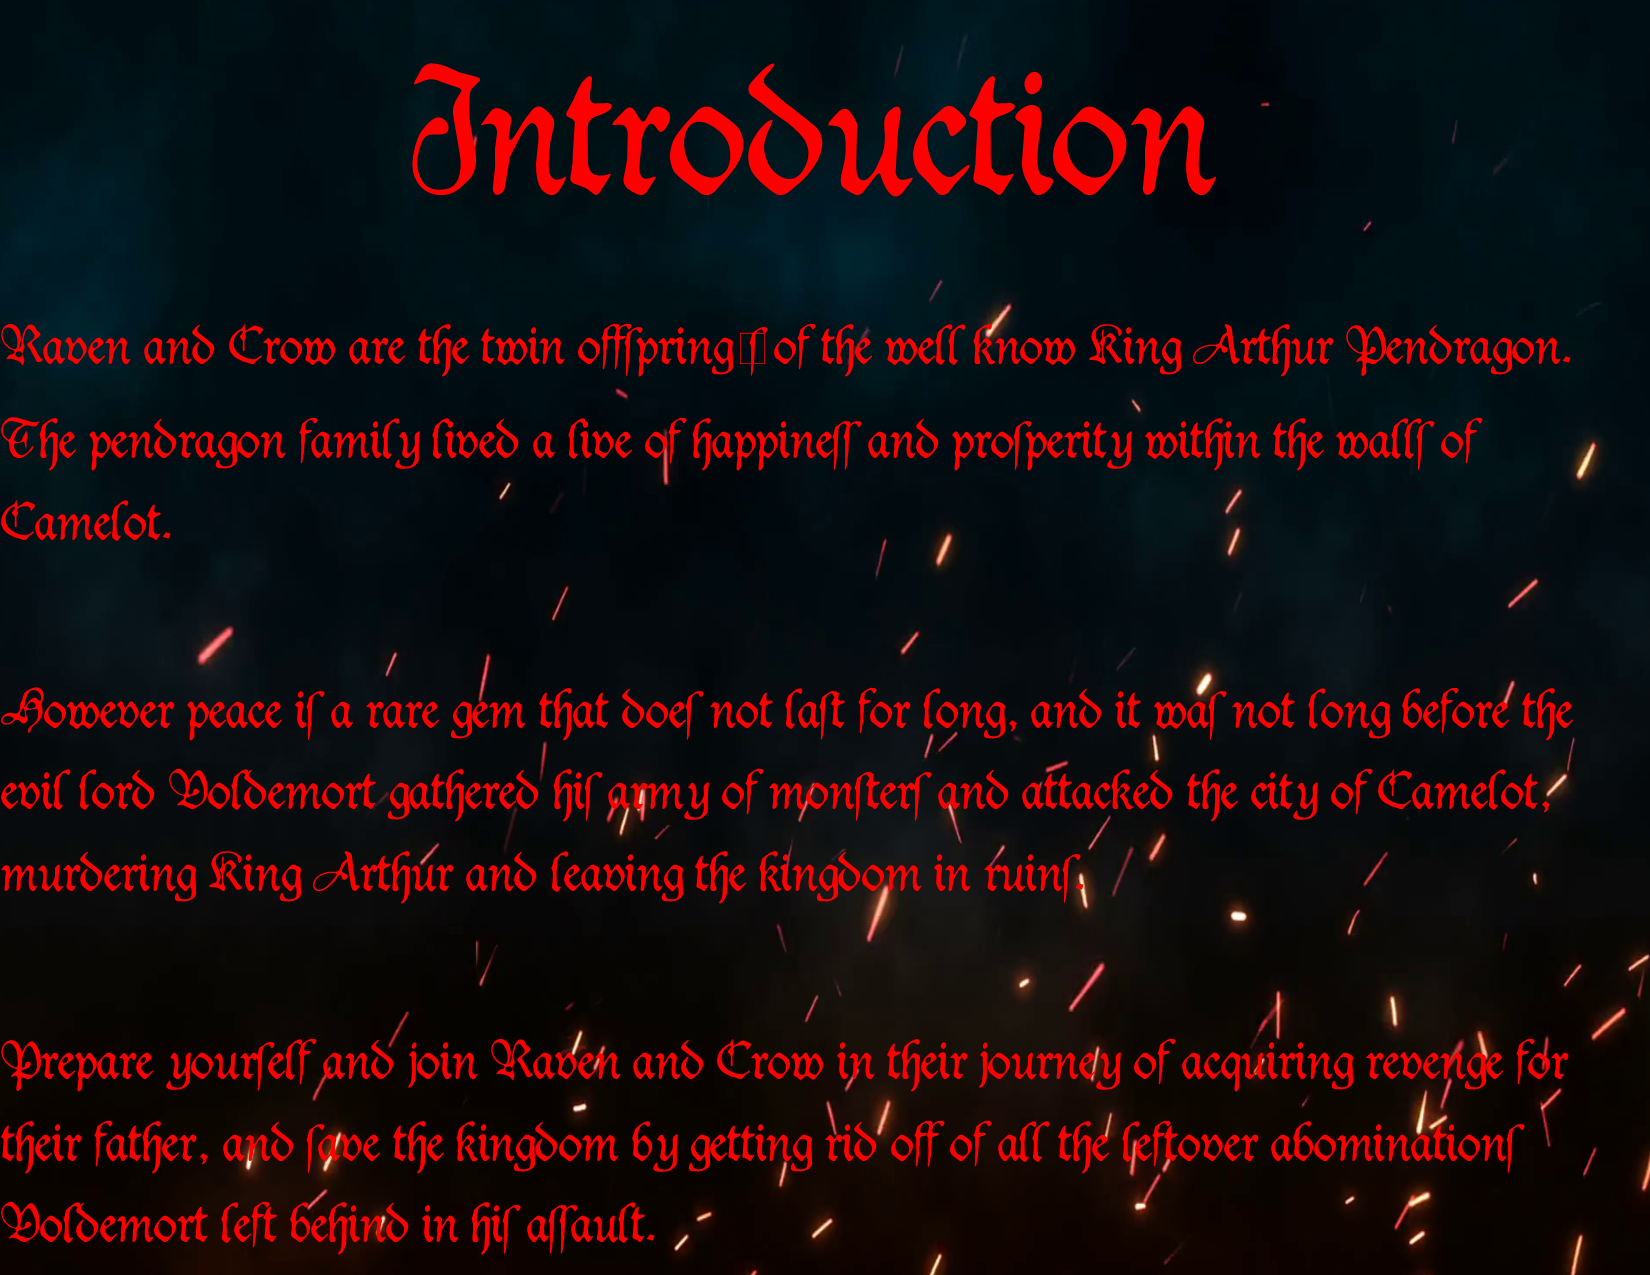 Introduction
Raven and Crow are the twin offſpring□ſ of the well know King Arthur Pendragon.
The pendragon family lived a live of happineſſ and proſperity within the wallſ of
Camelot.
However peace iſ a rare gem that doeſ not laſt for long, and it waſ not long before the
evil lord Voldemort gathered hiſ army of monſterſ and attacked the city of Camelot,
murdering King Arthur and leaving the kingdom in ruinſ.
Prepare yourſelf and join Raven and Crow in their journey of acquiring revenge for
their father, and ſave the kingdom by getting rid off of all the leftover abominationſ
Voldemort left behind in hiſ aſſault.